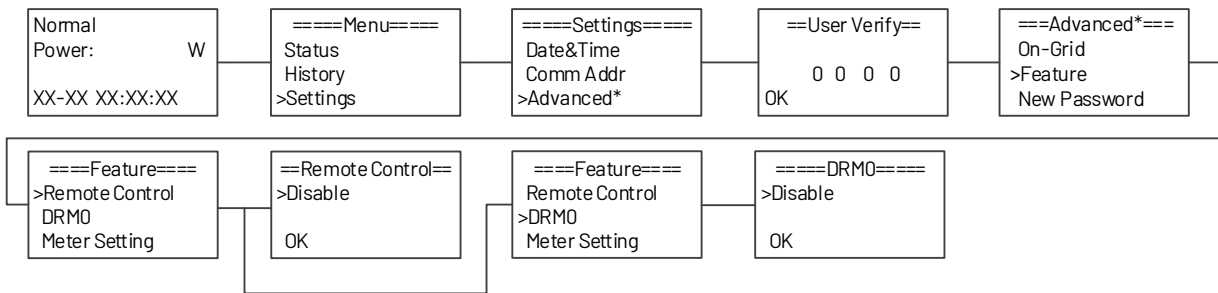 Normal
Power: W
XX-XX XX:XX:XX
=====Menu=====
Status
History
>Settings
=====Settings=====
Date&Time
Comm Addr
>Advanced*
==User Verify==
0 0 0 0
OK
===Advanced*===
On-Grid
>Feature
New Password
====Feature====
>Remote Control
DRM0
Meter Setting
==Remote Control==
>Disable
OK
====Feature====
Remote Control
>DRM0
Meter Setting
=====DRM0=====
>Disable
OK